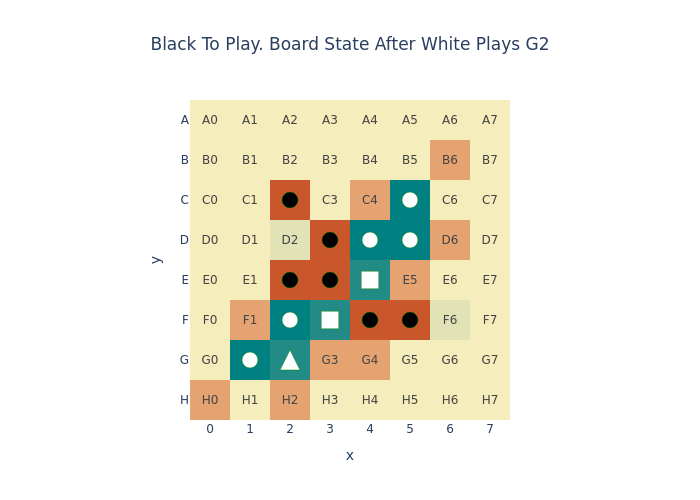 Black To Play. Board State After White Plays G2
A A0 A1 A2 A3 A4 A5 A6 A7
B B0 B1 B2 B3 B4 B5 B6 B7
C C0 C1 C3 C4 C6 C7
D D0 D1 D2 D6 D7
E E0 E1 E5 E6 E7
F F0 F1 F6 F7
G G0 G3 G4 G5 G6 G7
H H0 H1 H2 H3 H4 H5 H6 H7
0 1 2 3 4 5 6 7
x
y